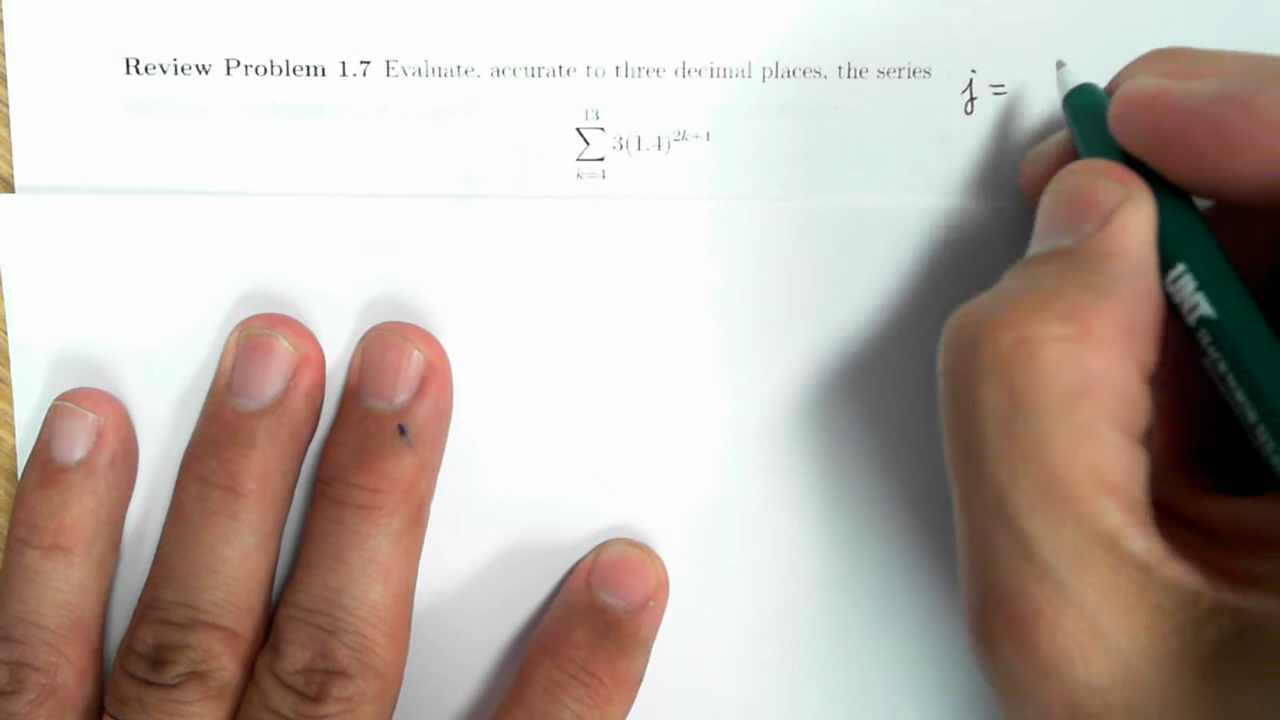 Review Problem 1.7 Evaluate, accurate to three decimal places, the series
j =
13
∑ 3(1.4)^{2k+1}
k=4
UNT